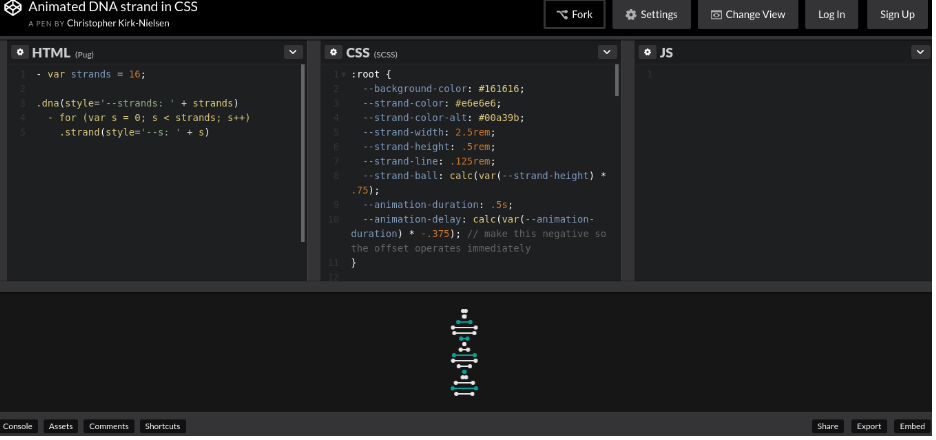 Animated DNA strand in CSS
A PEN BY Christopher Kirk-Nielsen
Fork
Settings
Change View
Log In
Sign Up
HTML (Pug)
1 - var strands = 16;
2
3 .dna(style='--strands: ' + strands)
4 - for (var s = 0; s < strands; s++)
5 .strand(style='--s: ' + s)
CSS (SCSS)
1 :root {
2 --background-color: #161616;
3 --strand-color: #e6e6e6;
4 --strand-color-alt: #00a39b;
5 --strand-width: 2.5rem;
6 --strand-height: .5rem;
7 --strand-line: .125rem;
8 --strand-ball: calc(var(--strand-height) *
.75);
9 --animation-duration: .5s;
10 --animation-delay: calc(var(--animation-
duration) * -.375); // make this negative so
the offset operates immediately
11 }
12
JS
1
Console
Assets
Comments
Shortcuts
Share
Export
Embed